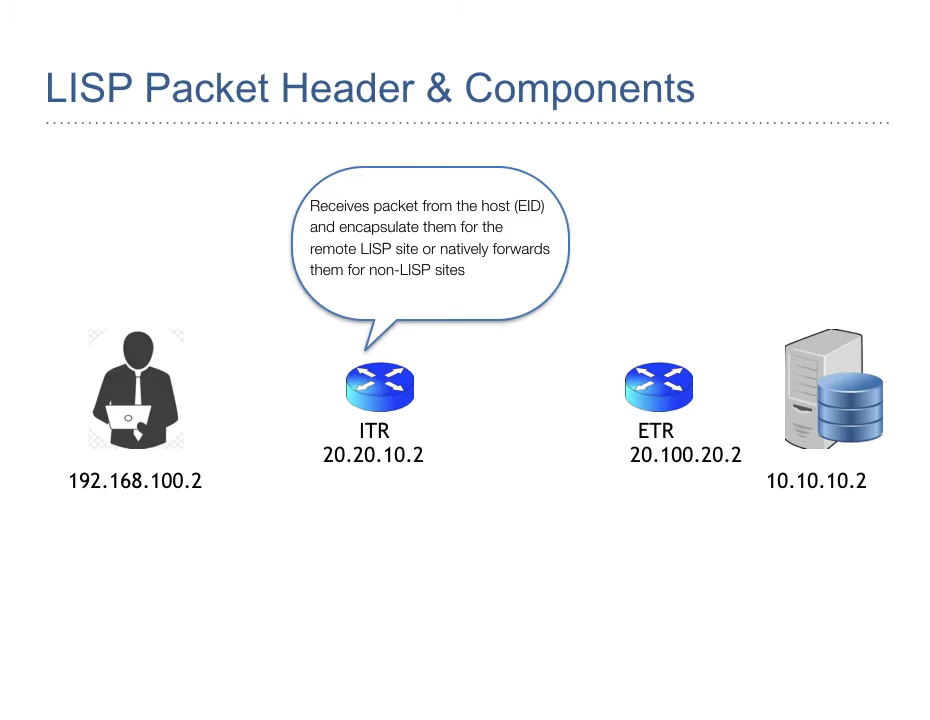 LISP Packet Header & Components
Receives packet from the host (EID)
and encapsulate them for the
remote LISP site or natively forwards
them for non-LISP sites
ITR
20.20.10.2
ETR
20.100.20.2
192.168.100.2
10.10.10.2